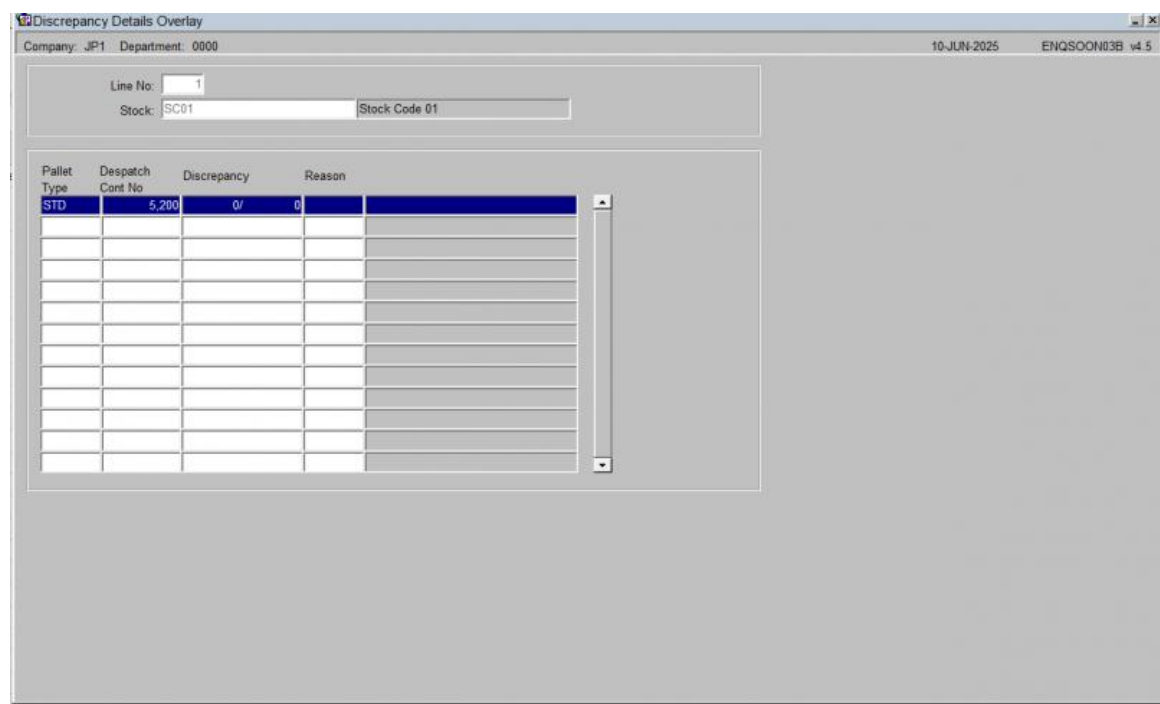 Discrepancy Details Overlay
Company: JP1 Department: 0000 10-JUN-2025 ENQSOON03B v4.5
Line No: 1
Stock: SC01 Stock Code 01
Pallet Despatch Discrepancy Reason
Type Cont No
STD 5,200 0/ 0